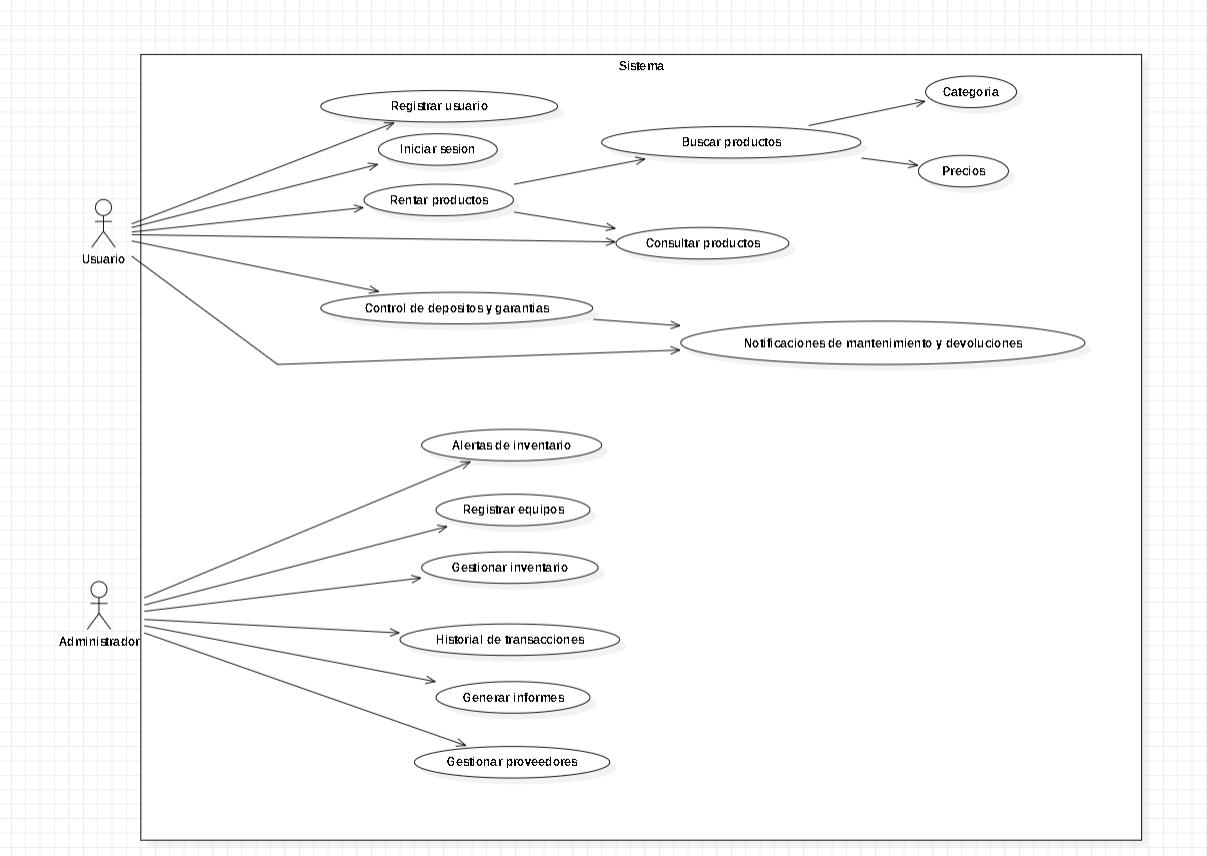 Sistema
Categoria
Registrar usuario
Buscar productos
Iniciar sesion
Precios
Rentar productos
Consultar productos
Usuario
Control de depositos y garantias
Notificaciones de mantenimiento y devoluciones
Alertas de inventario
Registrar equipos
Gestionar inventario
Historial de transacciones
Administrador
Generar informes
Gestionar proveedores